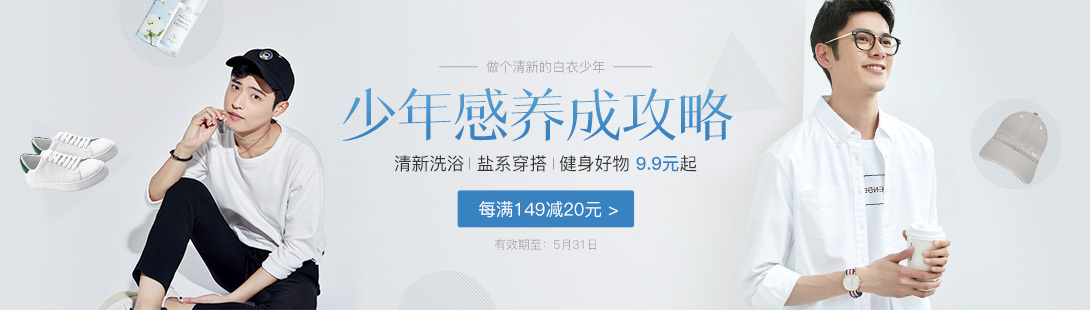 做个清新的白衣少年
少年感养成攻略
清新洗浴 | 盐系穿搭 | 健身好物 9.9元起
每满149减20元 >
有效期至：5月31日